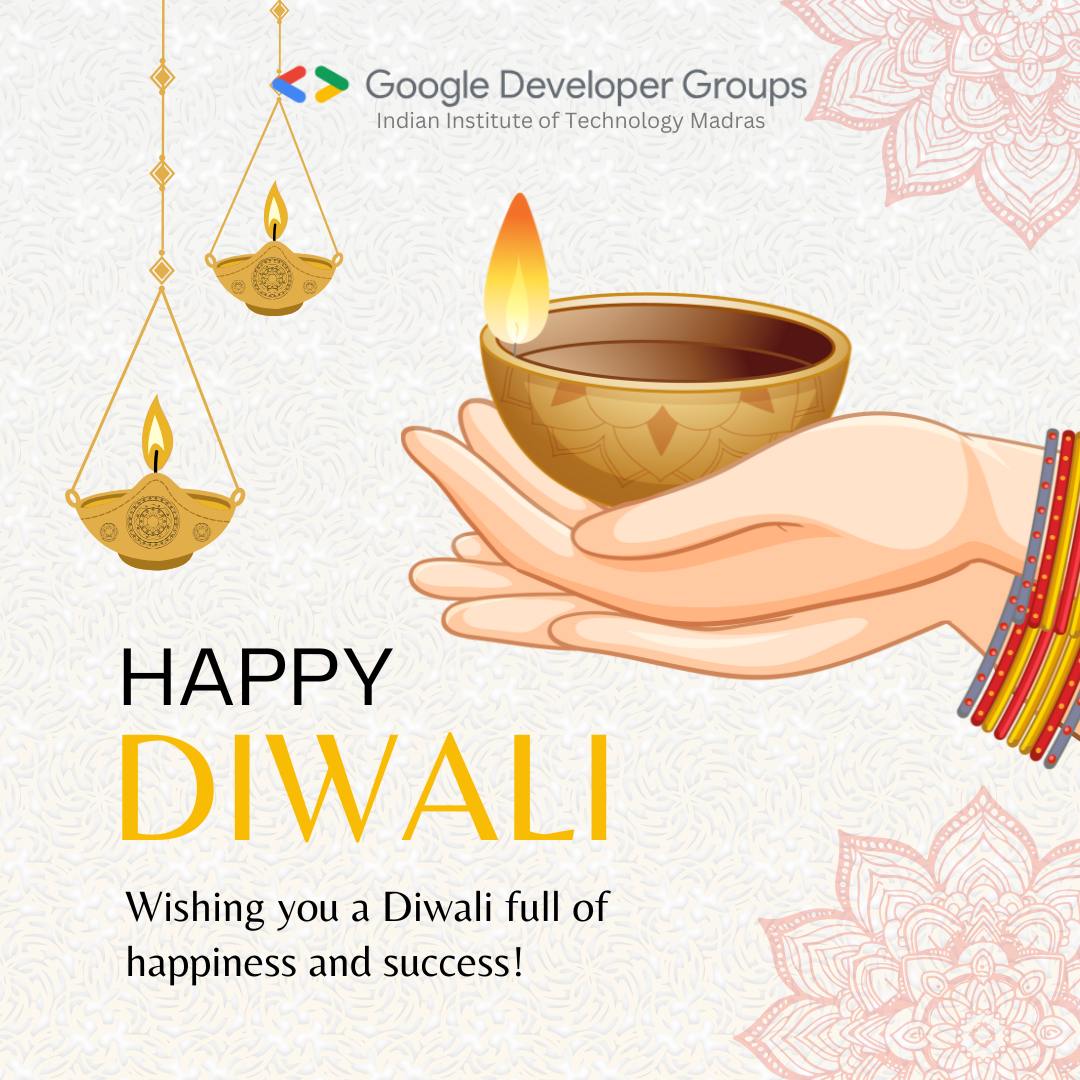 Google Developer Groups
Indian Institute of Technology Madras
HAPPY
DIWALI
Wishing you a Diwali full of
happiness and success!